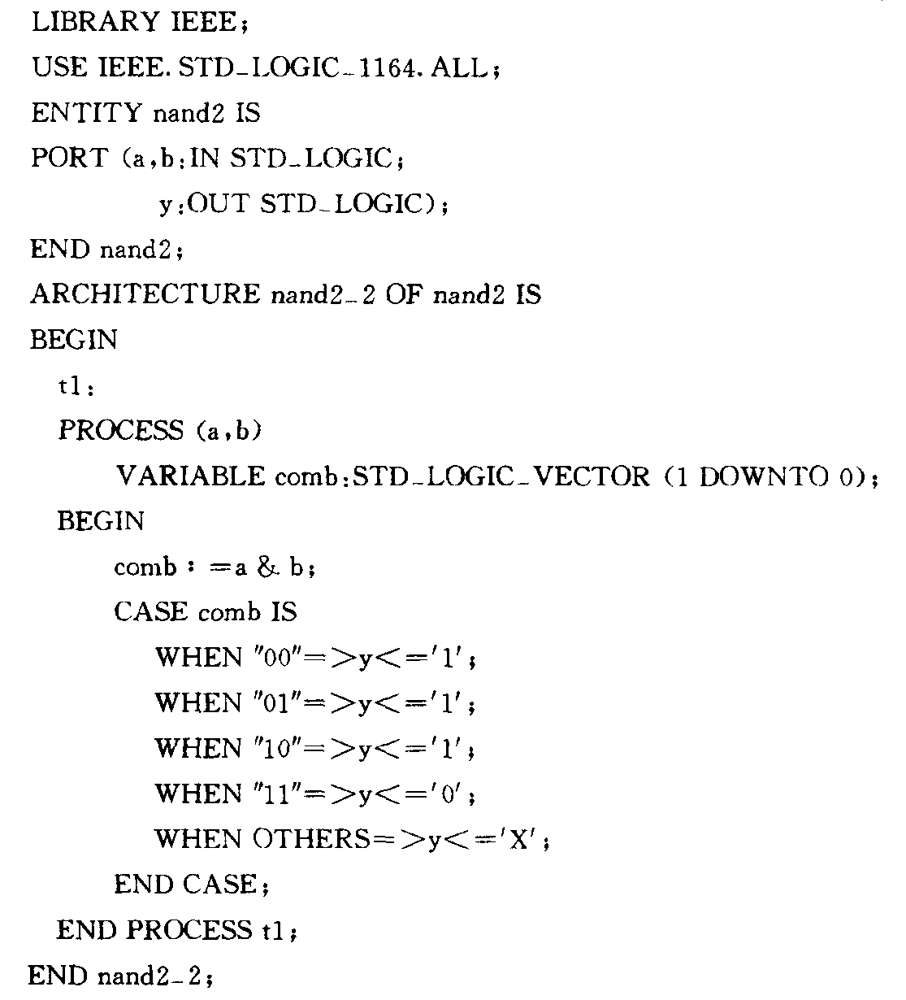 LIBRARY IEEE;
USE IEEE. STD_LOGIC_1164. ALL;
ENTITY nand2 IS
PORT (a,b:IN STD_LOGIC;
y:OUT STD_LOGIC);
END nand2;
ARCHITECTURE nand2_2 OF nand2 IS
BEGIN
t1:
PROCESS (a,b)
VARIABLE comb:STD_LOGIC_VECTOR (1 DOWNTO 0);
BEGIN
comb : =a & b;
CASE comb IS
WHEN "00"=>y<='1';
WHEN "01"=>y<='1';
WHEN "10"=>y<='1';
WHEN "11"=>y<='0';
WHEN OTHERS=>y<='X';
END CASE;
END PROCESS t1;
END nand2_2;